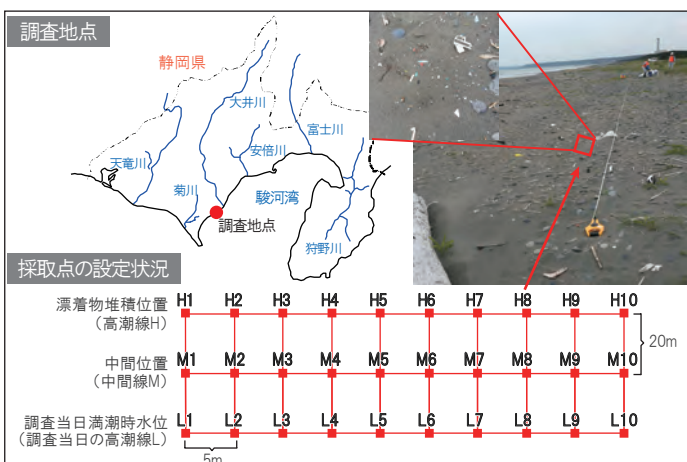 調査地点
静岡県
大井川
富士川
安倍川
天竜川
菊川
駿河湾
調査地点
狩野川
採取点の設定状況
漂着物堆積位置
(高潮線H)
H1 H2 H3 H4 H5 H6 H7 H8 H9 H10
20m
中間位置
(中間線M)
M1 M2 M3 M4 M5 M6 M7 M8 M9 M10
調査当日満潮時水位
(調査当日の高潮線L)
L1 L2 L3 L4 L5 L6 L7 L8 L9 L10
5m